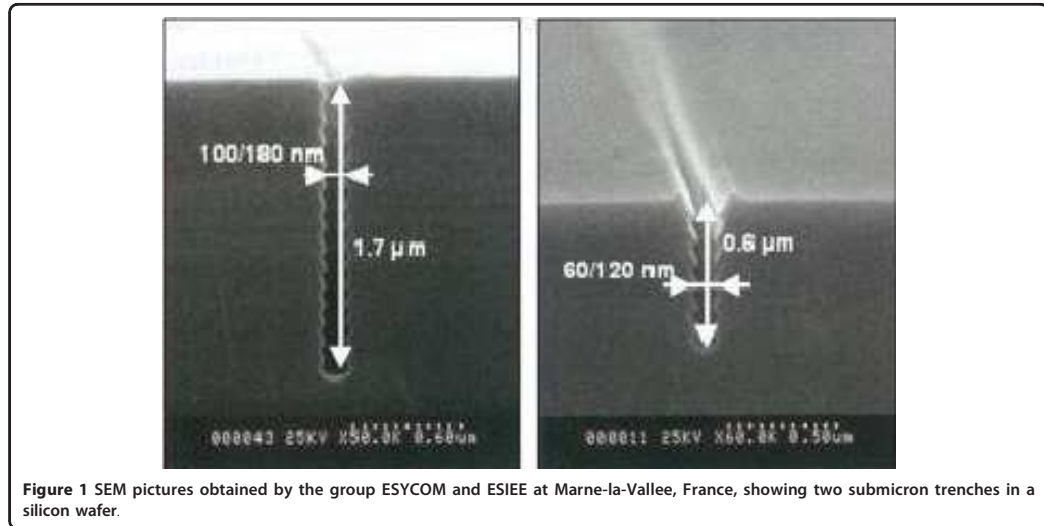 100/180 nm
1.7 µm
000043 25KV X50.0K 0.60um
0.6 µm
60/120 nm
000011 25KV X60.0K 0.50um
Figure 1 SEM pictures obtained by the group ESYCOM and ESIEE at Marne-la-Vallee, France, showing two submicron trenches in a
silicon wafer.